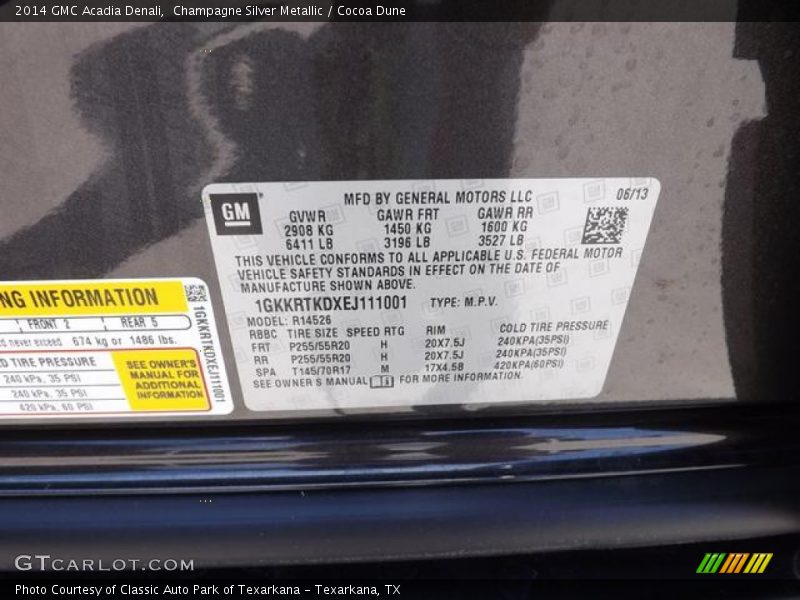 2014 GMC Acadia Denali,  Champagne Silver Metallic / Cocoa Dune
GM
MFD BY GENERAL MOTORS LLC
06/13
GVWR GAWR FRT GAWR RR
2908 KG 1450 KG 1600 KG
6411 LB 3196 LB 3527 LB
THIS VEHICLE CONFORMS TO ALL APPLICABLE U.S. FEDERAL MOTOR
VEHICLE SAFETY STANDARDS IN EFFECT ON THE DATE OF
MANUFACTURE SHOWN ABOVE.
1GKKRTKDXEJ111001 TYPE: M.P.V.
MODEL: R14526
RBBC TIRE SIZE SPEED RTG RIM COLD TIRE PRESSURE
FRT P255/55R20 H 20X7.5J 240KPA(35PSI)
RR P255/55R20 H 20X7.5J 240KPA(35PSI)
SPA T145/70R17 M 17X4.5B 420KPA(60PSI)
SEE OWNER'S MANUAL FOR MORE INFORMATION.
NG INFORMATION
FRONT 2 REAR 5
never exceed 674 kg or 1486 lbs.
TIRE PRESSURE
240 kPa, 35 PSI
240 kPa, 35 PSI
420 kPa, 60 PSI
SEE OWNER'S
MANUAL FOR
ADDITIONAL
INFORMATION
1GKKRTKDXEJ111001
GTCARLOT.COM
Photo Courtesy of Classic Auto Park of Texarkana - Texarkana, TX